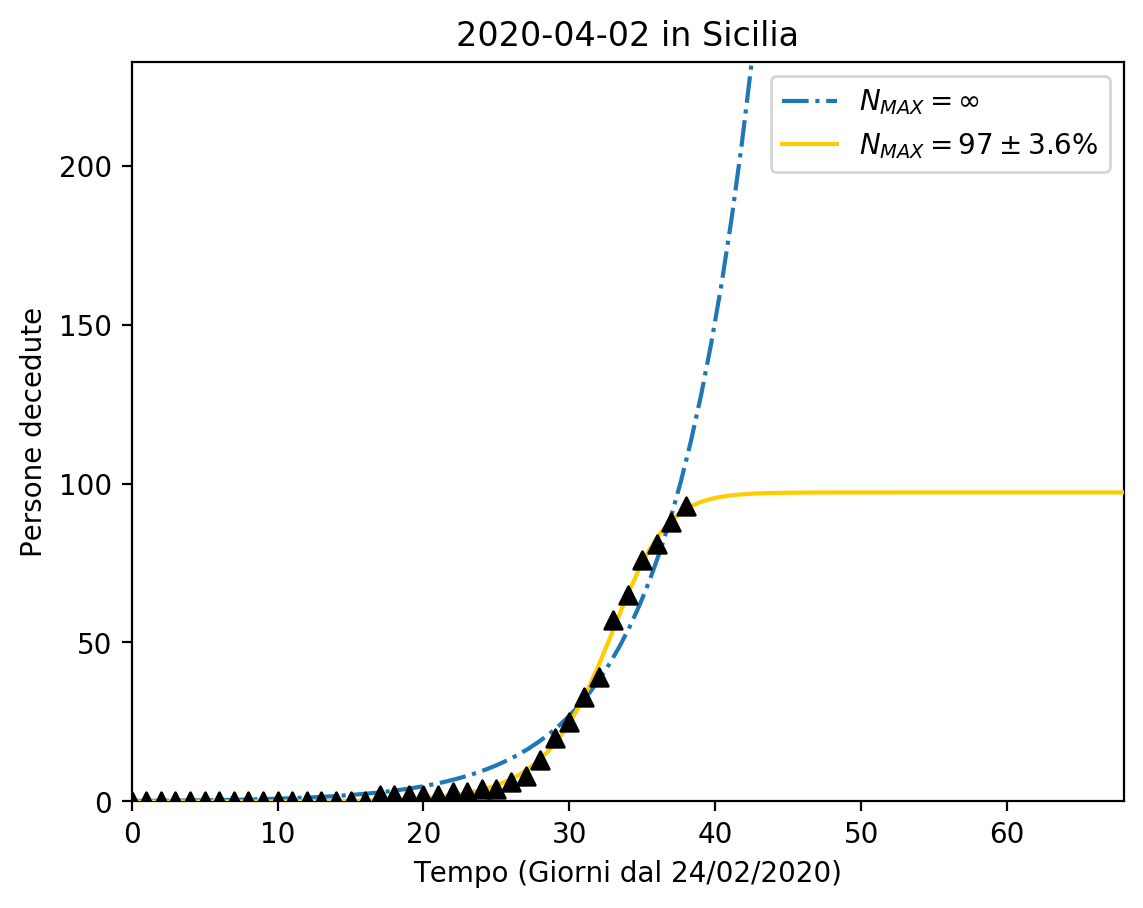 2020-04-02 in Sicilia
N_MAX = ∞
N_MAX = 97 ± 3.6%
Persone decedute
200
150
100
50
0
0 10 20 30 40 50 60
Tempo (Giorni dal 24/02/2020)